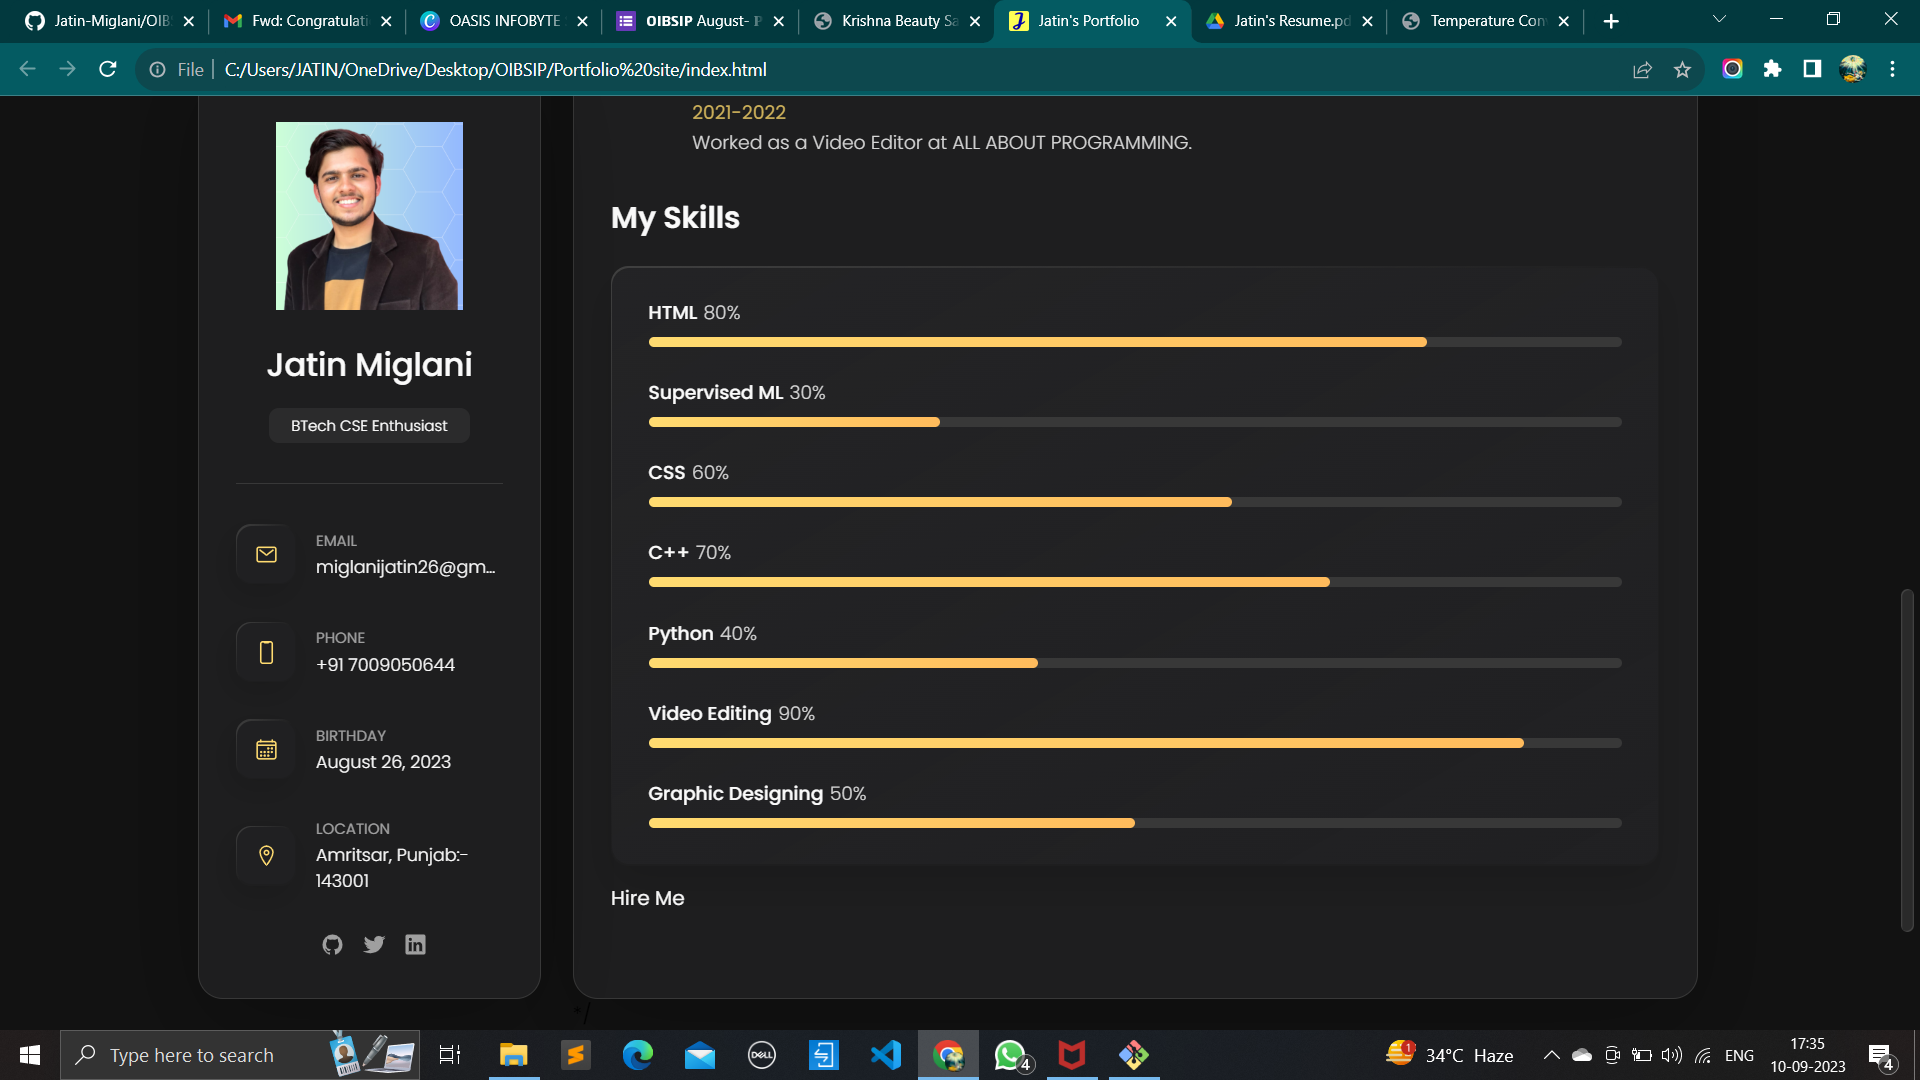 Jatin-Miglani/OIB
Fwd: Congratulati
OASIS INFOBYTE
OIBSIP August- P
Krishna Beauty Sa
Jatin's Portfolio
Jatin's Resume.pd
Temperature Con
File
C:/Users/JATIN/OneDrive/Desktop/OIBSIP/Portfolio%20site/index.html
Jatin Miglani
BTech CSE Enthusiast
EMAIL
miglanijatin26@gm...
PHONE
+91 7009050644
BIRTHDAY
August 26, 2023
LOCATION
Amritsar, Punjab:-
143001
2021-2022
Worked as a Video Editor at ALL ABOUT PROGRAMMING.
My Skills
HTML 80%
Supervised ML 30%
CSS 60%
C++ 70%
Python 40%
Video Editing 90%
Graphic Designing 50%
Hire Me
Type here to search
DELL
4
1
34°C Haze
ENG
17:35
10-09-2023
4